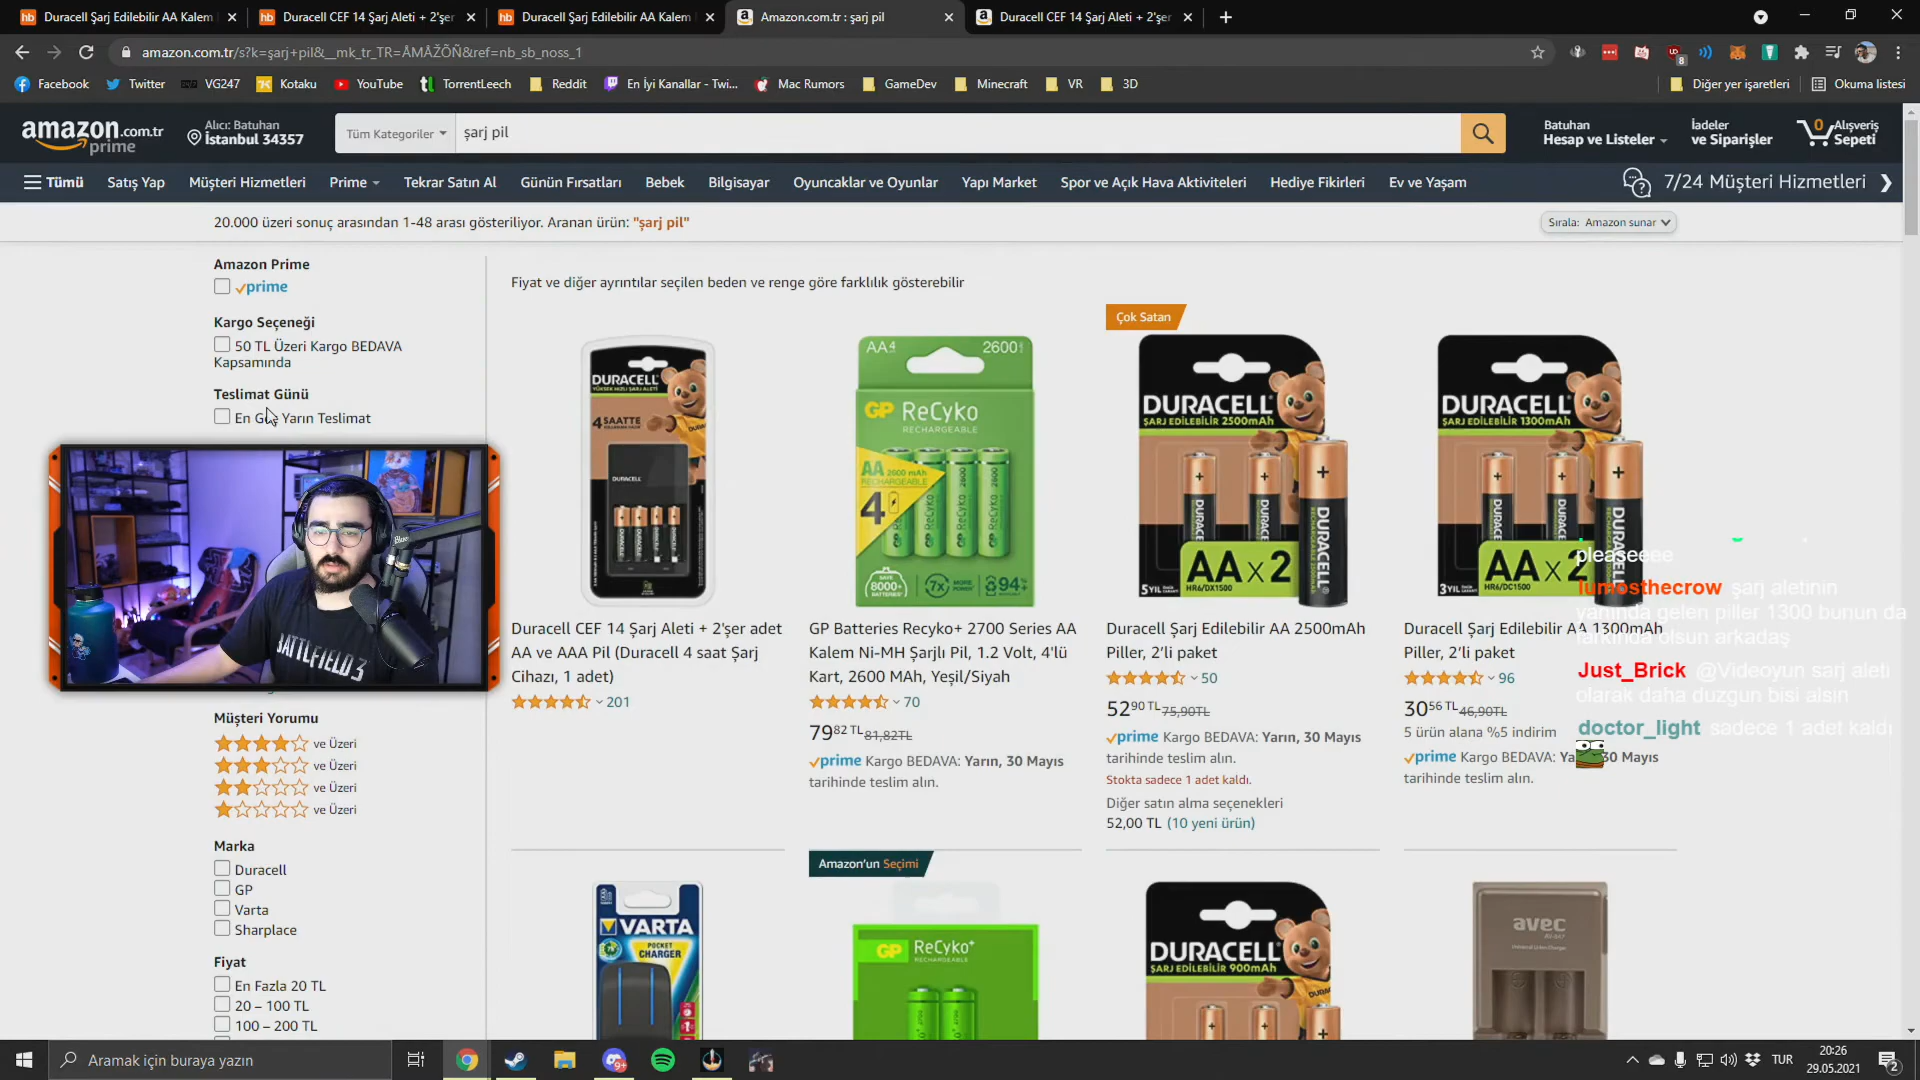 Duracell Şarj Edilebilir AA Kalem
Duracell CEF 14 Şarj Aleti + 2'şer
Duracell Şarj Edilebilir AA Kalem
Amazon.com.tr : şarj pil
Duracell CEF 14 Şarj Aleti + 2'şer
amazon.com.tr/s?k=şarj+pil&__mk_tr_TR=ÅMÅŽÕÑ&ref=nb_sb_noss_1
Facebook
Twitter
VG247
Kotaku
YouTube
TorrentLeech
Reddit
En İyi Kanallar - Twi...
Mac Rumors
GameDev
Minecraft
VR
3D
Diğer yer işaretleri
Okuma listesi
amazon.com.tr
prime
Alıcı: Batuhan
İstanbul 34357
Tüm Kategoriler
şarj pil
Batuhan
Hesap ve Listeler
İadeler
ve Siparişler
0
Alışveriş
Sepeti
Tümü
Satış Yap
Müşteri Hizmetleri
Prime
Tekrar Satın Al
Günün Fırsatları
Bebek
Bilgisayar
Oyuncaklar ve Oyunlar
Yapı Market
Spor ve Açık Hava Aktiviteleri
Hediye Fikirleri
Ev ve Yaşam
7/24 Müşteri Hizmetleri
20.000 üzeri sonuç arasından 1-48 arası gösteriliyor. Aranan ürün: "şarj pil"
Sırala: Amazon sunar
Amazon Prime
prime
Kargo Seçeneği
50 TL Üzeri Kargo BEDAVA
Kapsamında
Teslimat Günü
En Geç Yarın Teslimat
Fiyat ve diğer ayrıntılar seçilen beden ve renge göre farklılık gösterebilir
Çok Satan
DURACELL
YÜKSEK HIZLI ŞARJ ALETİ
4 SAATTE
DURACELL
AA4
2600
GP ReCyko
RECHARGEABLE
AA 2600 mAh
RECHARGEABLE
4
7x
94%
DURACELL
ŞARJ EDİLEBİLİR 2500mAh
DURACELL
AA x 2
5 YIL
HR6/DX1500
DURACELL
ŞARJ EDİLEBİLİR 1300mAh
DURACELL
AA x 2
3 YIL
HR6/DC1500
BATTLEFIELD 3
Blue
Duracell CEF 14 Şarj Aleti + 2'şer adet
AA ve AAA Pil (Duracell 4 saat Şarj
Cihazı, 1 adet)
201
GP Batteries Recyko+ 2700 Series AA
Kalem Ni-MH Şarjlı Pil, 1.2 Volt, 4'lü
Kart, 2600 MAh, Yeşil/Siyah
70
79,82 TL 81,82TL
prime Kargo BEDAVA: Yarın, 30 Mayıs
tarihinde teslim alın.
Duracell Şarj Edilebilir AA 2500mAh
Piller, 2'li paket
50
52,90 TL 75,90TL
prime Kargo BEDAVA: Yarın, 30 Mayıs
tarihinde teslim alın.
Stokta sadece 1 adet kaldı.
Diğer satın alma seçenekleri
52,00 TL (10 yeni ürün)
Duracell Şarj Edilebilir AA 1300mAh
Piller, 2'li paket
96
30,56 TL 46,90TL
5 ürün alana %5 indirim
prime Kargo BEDAVA: 30 Mayıs
tarihinde teslim alın.
pleaseeee
lumosthecrow şarj aletinin
yanında gelen piller 1300 bunun da
farkında olsun arkadaş
Just_Brick @Videoyun sarj aleti
olarak daha duzgun bisi alsın
doctor_light sadece 1 adet kaldı
Müşteri Yorumu
ve Üzeri
ve Üzeri
ve Üzeri
ve Üzeri
Marka
Duracell
GP
Varta
Sharplace
Fiyat
En Fazla 20 TL
20 – 100 TL
100 – 200 TL
Amazon'un Seçimi
VARTA
POCKET
CHARGER
GP ReCyko+
RECHARGEABLE
DURACELL
ŞARJ EDİLEBİLİR 900mAh
avec
Aramak için buraya yazın
TUR
20:26
29.05.2021
2